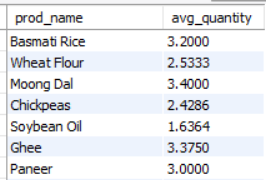 prod_name avg_quantity
Basmati Rice 3.2000
Wheat Flour 2.5333
Moong Dal 3.4000
Chickpeas 2.4286
Soybean Oil 1.6364
Ghee 3.3750
Paneer 3.0000